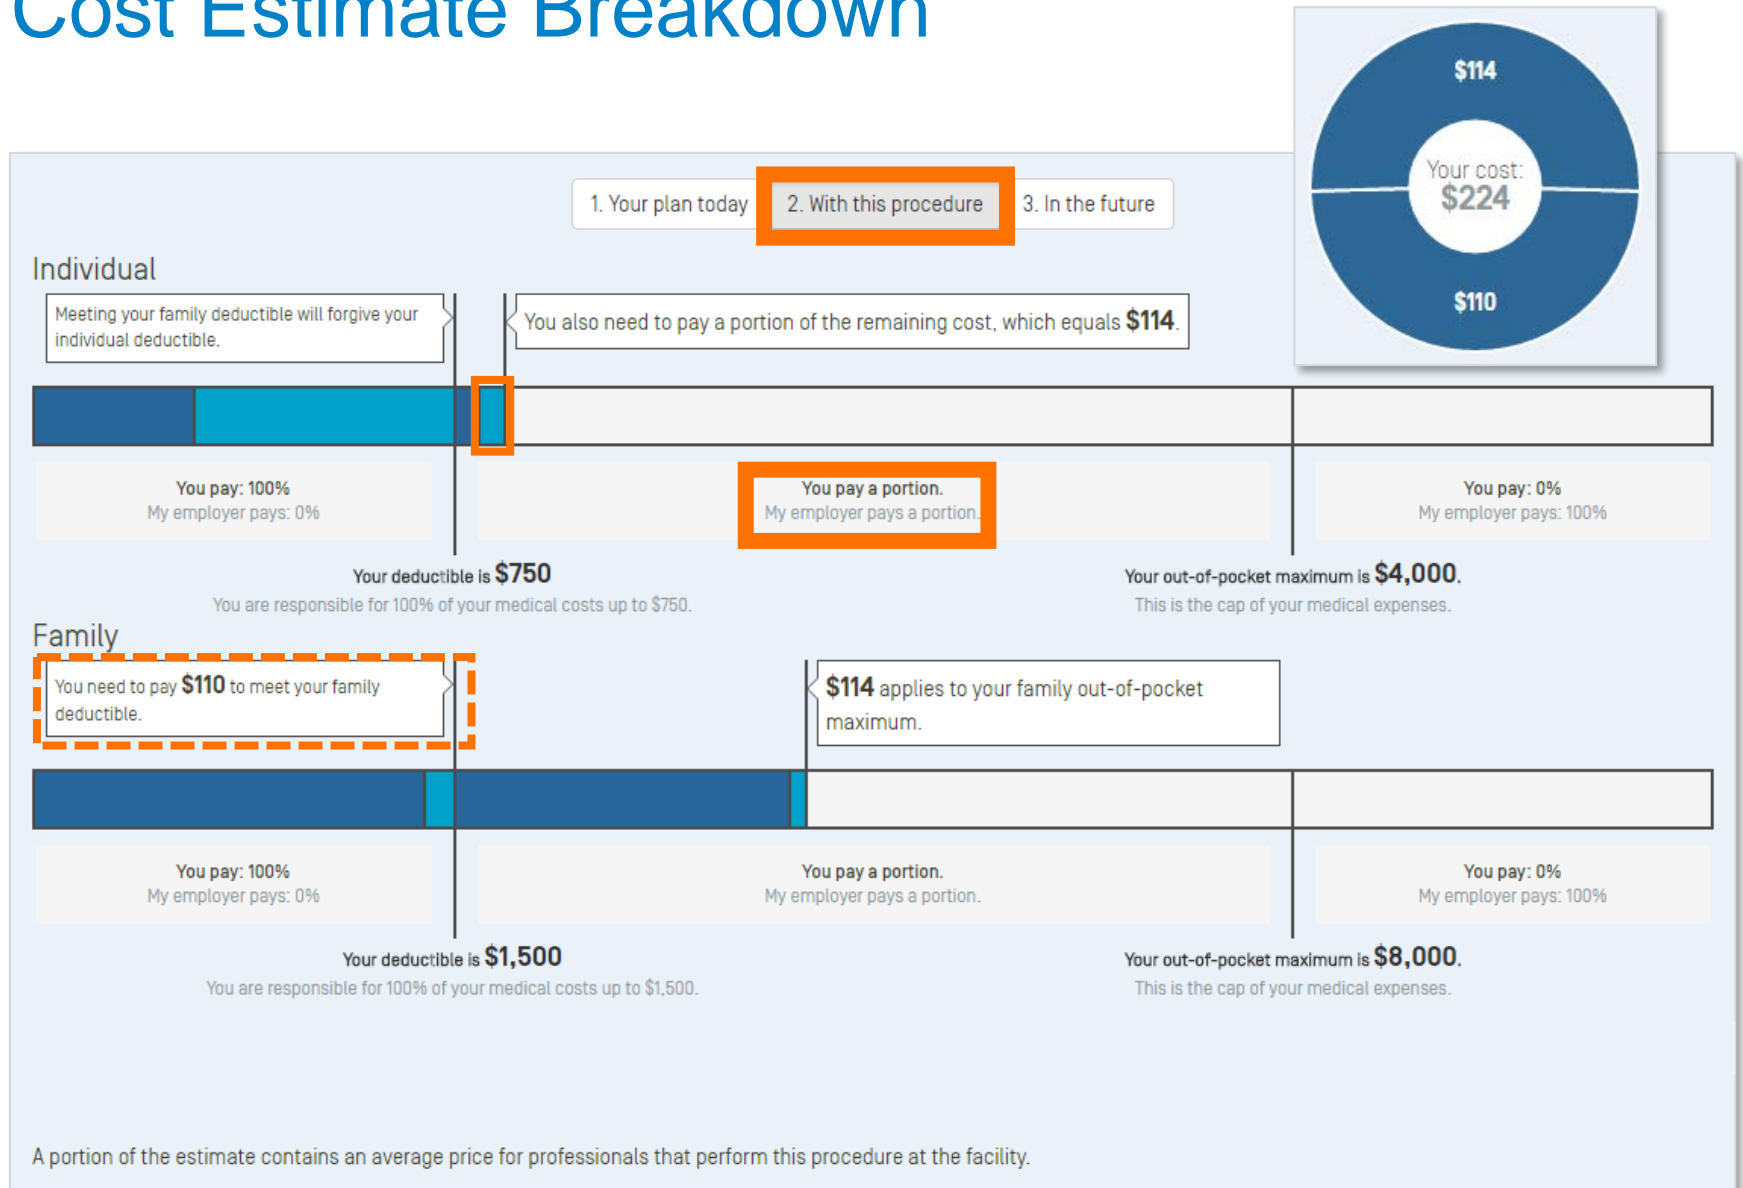 Cost Estimate Breakdown
$114
Your cost:
$224
$110
1. Your plan today
2. With this procedure
3. In the future
Individual
Meeting your family deductible will forgive your
individual deductible.
You also need to pay a portion of the remaining cost, which equals $114.
You pay: 100%
My employer pays: 0%
You pay a portion.
My employer pays a portion.
You pay: 0%
My employer pays: 100%
Your deductible is $750
You are responsible for 100% of your medical costs up to $750.
Your out-of-pocket maximum is $4,000.
This is the cap of your medical expenses.
Family
You need to pay $110 to meet your family
deductible.
$114 applies to your family out-of-pocket
maximum.
You pay: 100%
My employer pays: 0%
You pay a portion.
My employer pays a portion.
You pay: 0%
My employer pays: 100%
Your deductible is $1,500
You are responsible for 100% of your medical costs up to $1,500.
Your out-of-pocket maximum is $8,000.
This is the cap of your medical expenses.
A portion of the estimate contains an average price for professionals that perform this procedure at the facility.